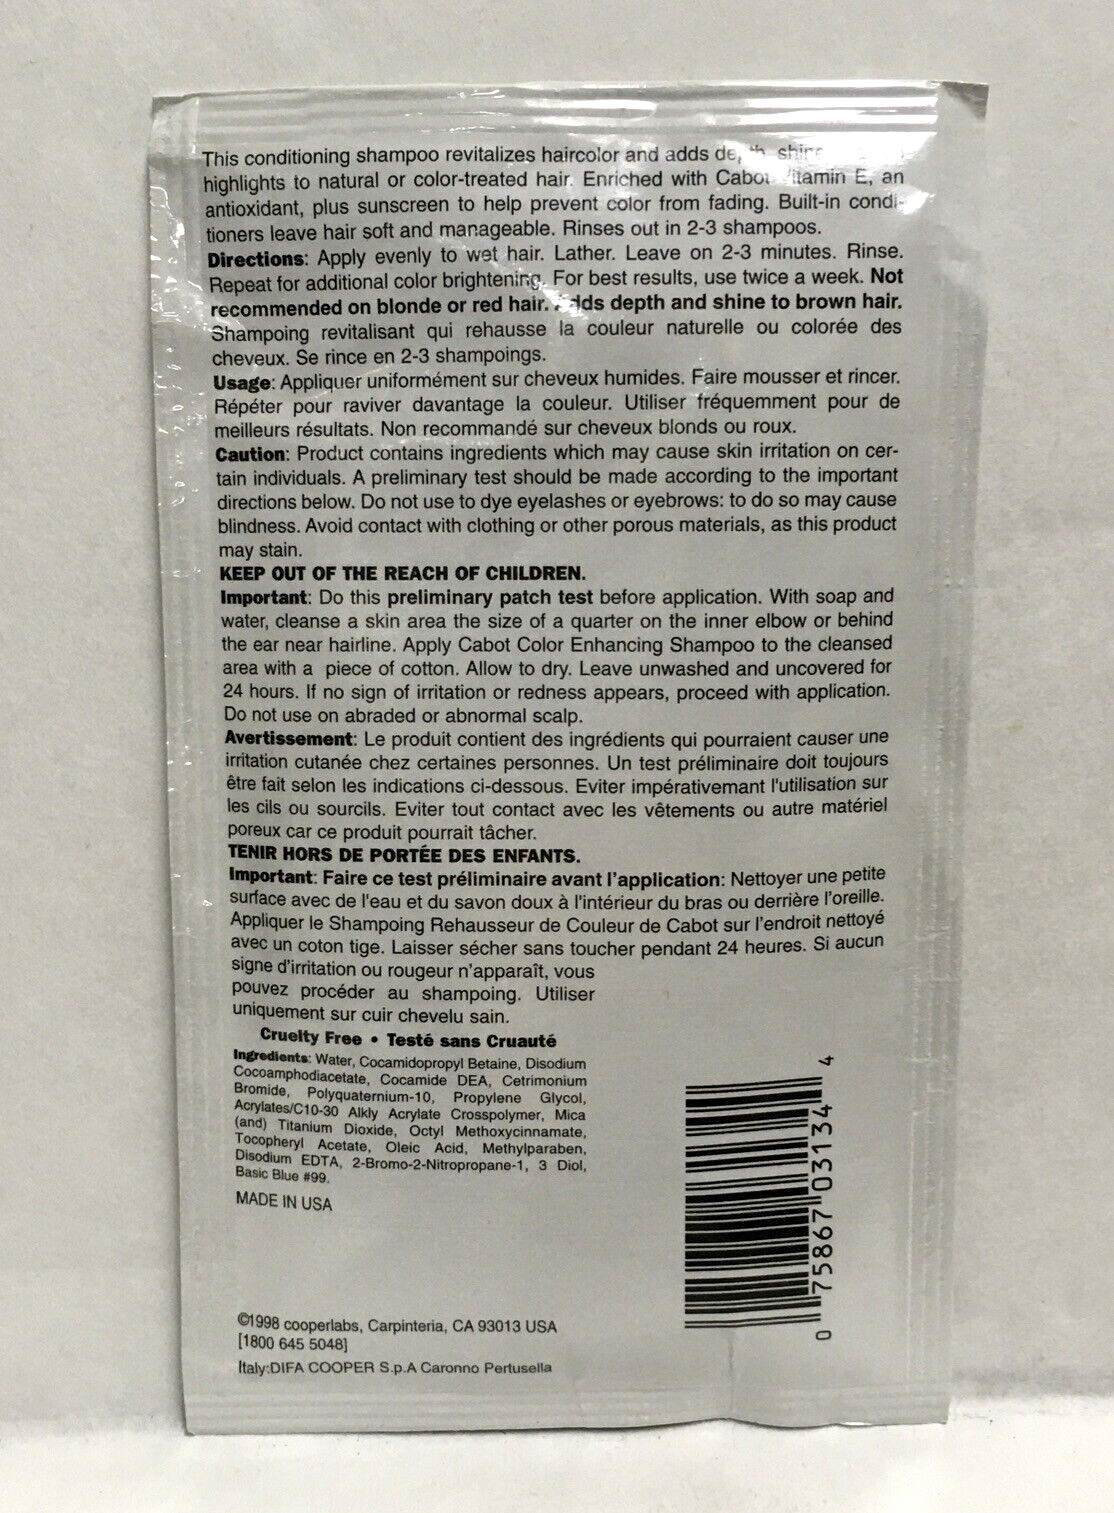 This conditioning shampoo revitalizes haircolor and adds
highlights to natural or color-treated hair. Enriched with Cabot Vitamin E, an
antioxidant, plus sunscreen to help prevent color from fading. Built-in condi-
tioners leave hair soft and manageable. Rinses out in 2-3 shampoos.
Directions: Apply evenly to wet hair. Lather. Leave on 2-3 minutes. Rinse.
Repeat for additional color brightening. For best results, use twice a week. Not
recommended on blonde or red hair. Adds depth and shine to brown hair.
Shampoing revitalisant qui rehausse la couleur naturelle ou colorée des
cheveux. Se rince en 2-3 shampoings.
Usage: Appliquer uniformément sur cheveux humides. Faire mousser et rincer.
Répéter pour raviver davantage la couleur. Utiliser fréquemment pour de
meilleurs résultats. Non recommandé sur cheveux blonds ou roux.
Caution: Product contains ingredients which may cause skin irritation on cer-
tain individuals. A preliminary test should be made according to the important
directions below. Do not use to dye eyelashes or eyebrows: to do so may cause
blindness. Avoid contact with clothing or other porous materials, as this product
may stain.
KEEP OUT OF THE REACH OF CHILDREN.
Important: Do this preliminary patch test before application. With soap and
water, cleanse a skin area the size of a quarter on the inner elbow or behind
the ear near hairline. Apply Cabot Color Enhancing Shampoo to the cleansed
area with a piece of cotton. Allow to dry. Leave unwashed and uncovered for
24 hours. If no sign of irritation or redness appears, proceed with application.
Do not use on abraded or abnormal scalp.
Avertissement: Le produit contient des ingrédients qui pourraient causer une
irritation cutanée chez certaines personnes. Un test préliminaire doit toujours
être fait selon les indications ci-dessous. Eviter impérativement l'utilisation sur
les cils ou sourcils. Eviter tout contact avec les vêtements ou autre matériel
poreux car ce produit pourrait tâcher.
TENIR HORS DE PORTÉE DES ENFANTS.
Important: Faire ce test préliminaire avant l'application: Nettoyer une petite
surface avec de l'eau et du savon doux à l'intérieur du bras ou derrière l'oreille.
Appliquer le Shampoing Rehausseur de Couleur de Cabot sur l'endroit nettoyé
avec un coton tige. Laisser sécher sans toucher pendant 24 heures. Si aucun
signe d'irritation ou rougeur n'apparaît, vous
pouvez procéder au shampoing. Utiliser
uniquement sur cuir chevelu sain.
Cruelty Free • Testé sans Cruauté
Ingredients: Water, Cocamidopropyl Betaine, Disodium
Cocoamphodiacetate, Cocamide DEA, Cetrimonium
Bromide, Polyquaternium-10, Propylene Glycol,
Acrylates/C10-30 Alkly Acrylate Crosspolymer, Mica
(and) Titanium Dioxide, Octyl Methoxycinnamate,
Tocopheryl Acetate, Oleic Acid, Methylparaben,
Disodium EDTA, 2-Bromo-2-Nitropropane-1, 3 Diol,
Basic Blue #99.
MADE IN USA
0 75867 03134 4
©1998 cooperlabs, Carpinteria, CA 93013 USA
[1800 645 5048]
Italy:DIFA COOPER S.p.A Caronno Pertusella